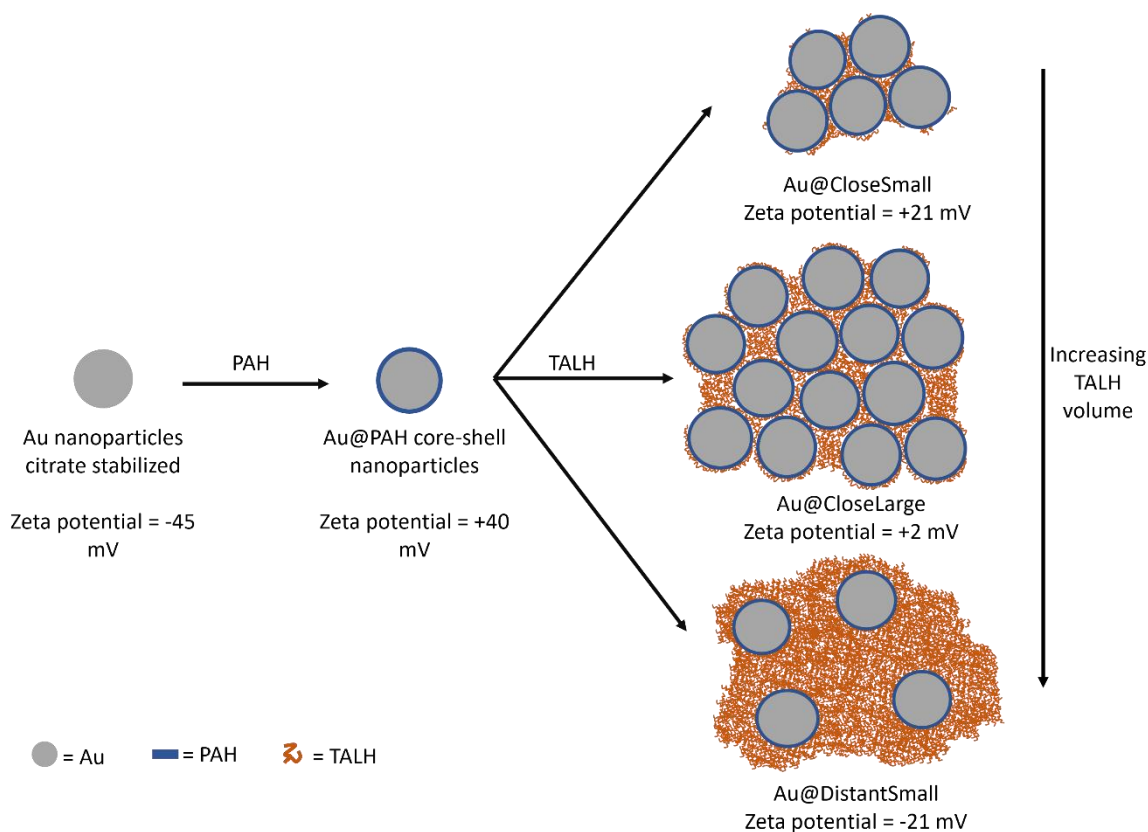 Au nanoparticles
citrate stabilized
Zeta potential = -45
mV
PAH
Au@PAH core-shell
nanoparticles
Zeta potential = +40
mV
TALH
Au@CloseSmall
Zeta potential = +21 mV
Au@CloseLarge
Zeta potential = +2 mV
Au@DistantSmall
Zeta potential = -21 mV
Increasing
TALH
volume
= Au
= PAH
= TALH